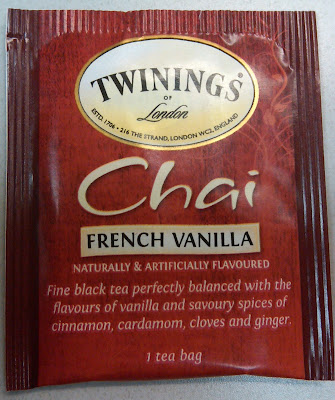 TWININGS
OF
London
ESTD. 1706 • 216 THE STRAND, LONDON WC2, ENGLAND
Chai
FRENCH VANILLA
NATURALLY & ARTIFICIALLY FLAVOURED
Fine black tea perfectly balanced with the
flavours of vanilla and savoury spices of
cinnamon, cardamom, cloves and ginger.
1 tea bag